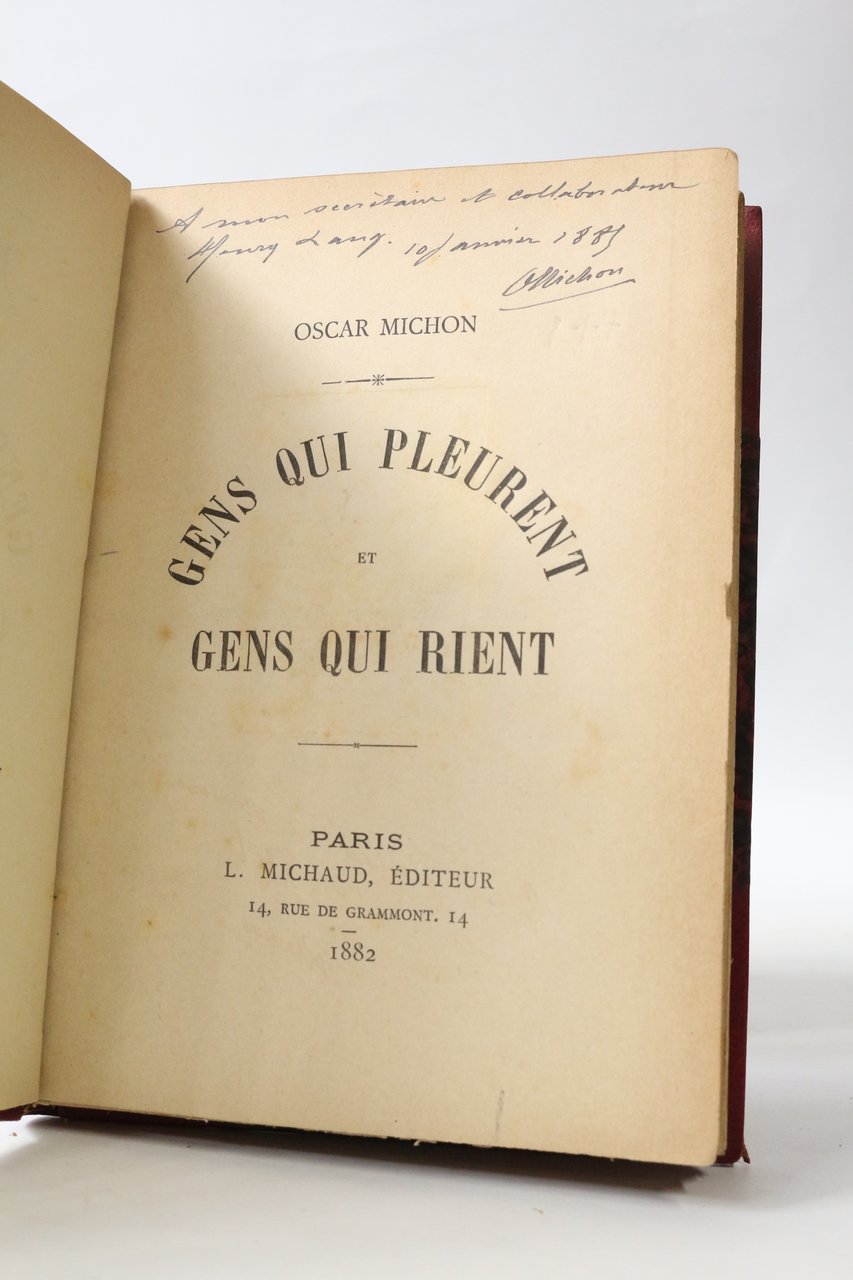 A mon secrétaire et collaborateur
Henry Lang. 10 Janvier 1885
OMichon
OSCAR MICHON
GENS QUI PLEURENT
ET
GENS QUI RIENT
PARIS
L. MICHAUD, ÉDITEUR
14, RUE DE GRAMMONT. 14
1882